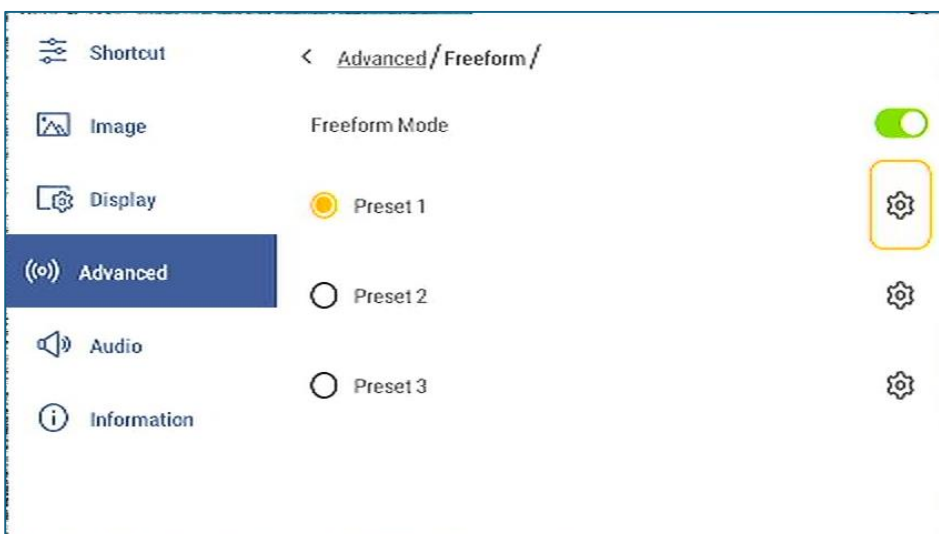 Shortcut
Image
Display
Advanced
Audio
Information
Advanced/Freeform/
Freeform Mode
Preset 1
Preset 2
Preset 3